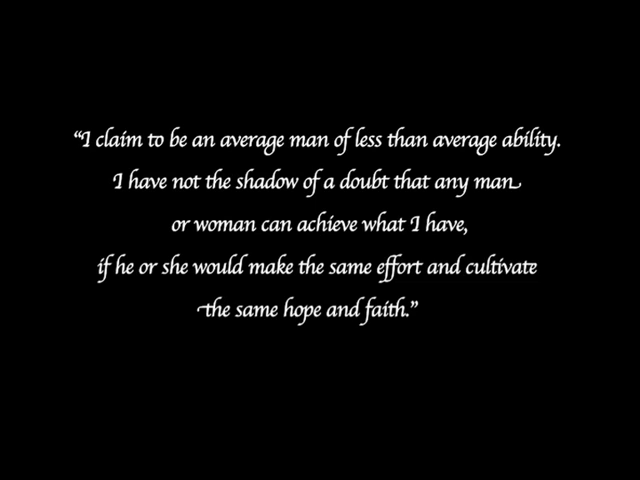 “I claim to be an average man of less than average ability.
I have not the shadow of a doubt that any man
or woman can achieve what I have,
if he or she would make the same effort and cultivate
the same hope and faith.”